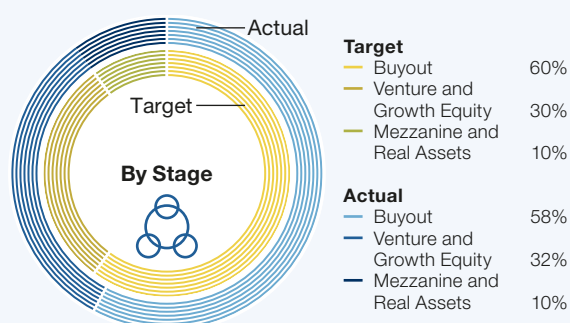 Actual
Target
By Stage
Target
Buyout 60%
Venture and
Growth Equity 30%
Mezzanine and
Real Assets 10%
Actual
Buyout 58%
Venture and
Growth Equity 32%
Mezzanine and
Real Assets 10%